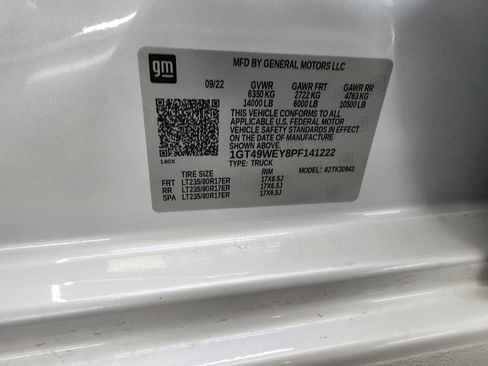 gm
MFD BY GENERAL MOTORS LLC
09/22 GVWR GAWR FRT GAWR RR
6350 KG 2722 KG 4763 KG
14000 LB 6000 LB 10500 LB
THIS VEHICLE CONFORMS TO ALL
APPLICABLE U.S. FEDERAL MOTOR
VEHICLE SAFETY STANDARDS IN EFFECT
ON THE DATE OF MANUFACTURE
SHOWN ABOVE.
1GT49WEY8PF141222
TYPE: TRUCK
140X
TIRE SIZE RIM MODEL: 82TK30943
FRT LT235/80R17ER 17X6.5J
RR LT235/80R17ER 17X6.5J
SPA LT235/80R17ER 17X6.5J